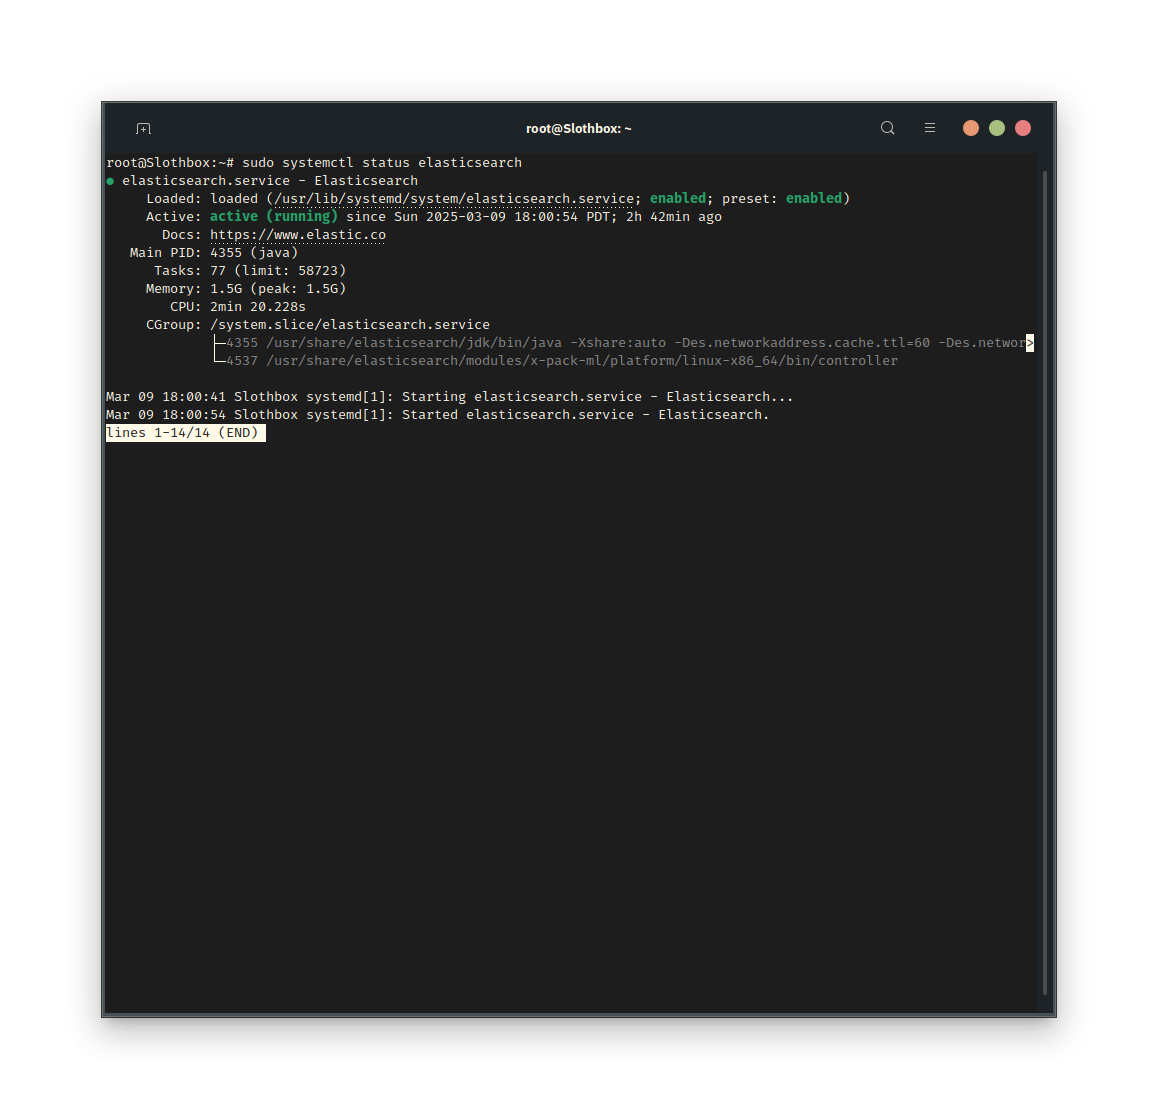 root@Slothbox: ~
root@Slothbox:~# sudo systemctl status elasticsearch
● elasticsearch.service - Elasticsearch
     Loaded: loaded (/usr/lib/systemd/system/elasticsearch.service; enabled; preset: enabled)
     Active: active (running) since Sun 2025-03-09 18:00:54 PDT; 2h 42min ago
       Docs: https://www.elastic.co
   Main PID: 4355 (java)
      Tasks: 77 (limit: 58723)
     Memory: 1.5G (peak: 1.5G)
        CPU: 2min 20.228s
     CGroup: /system.slice/elasticsearch.service
             ├─4355 /usr/share/elasticsearch/jdk/bin/java -Xshare:auto -Des.networkaddress.cache.ttl=60 -Des.networ>
             └─4537 /usr/share/elasticsearch/modules/x-pack-ml/platform/linux-x86_64/bin/controller
Mar 09 18:00:41 Slothbox systemd[1]: Starting elasticsearch.service - Elasticsearch...
Mar 09 18:00:54 Slothbox systemd[1]: Started elasticsearch.service - Elasticsearch.
lines 1-14/14 (END)